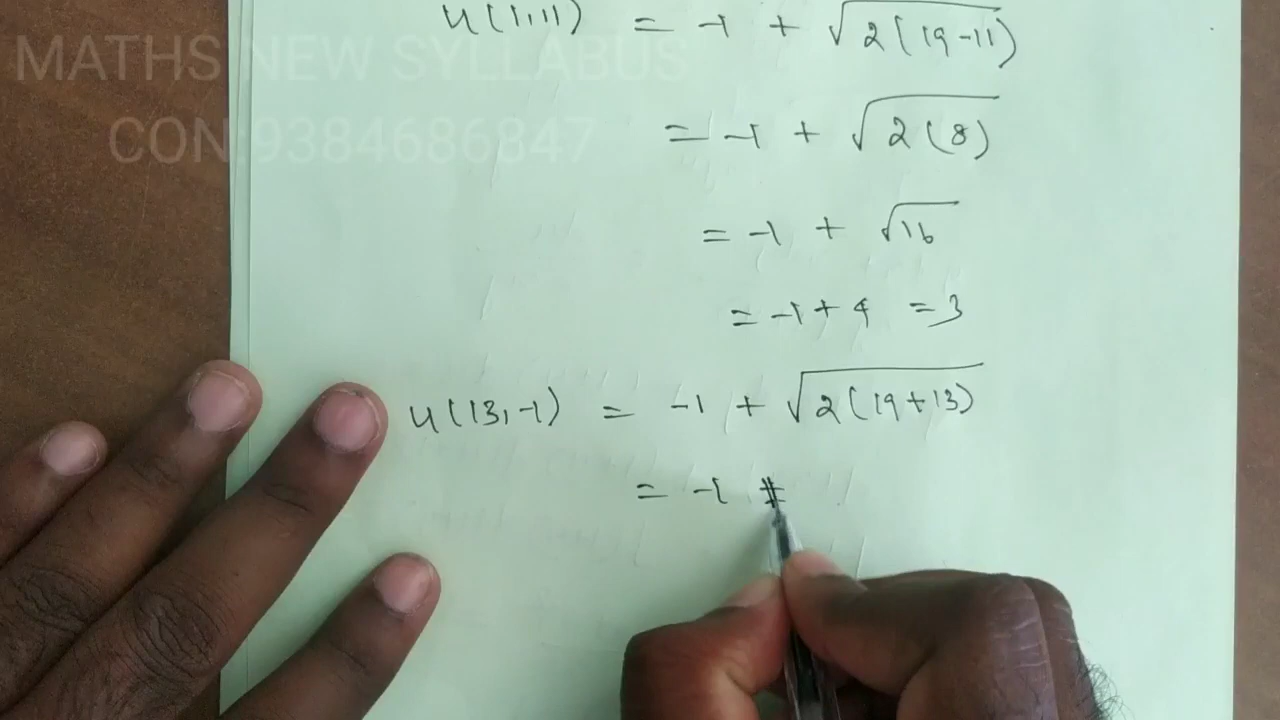 u(1,11) = -1 + √2(19-11)
MATHS NEW SYLLABUS
CON 9384686847
= -1 + √2(8)
= -1 + √16
= -1 + 4 = 3
u(13,-1) = -1 + √2(19+13)
= -1 +